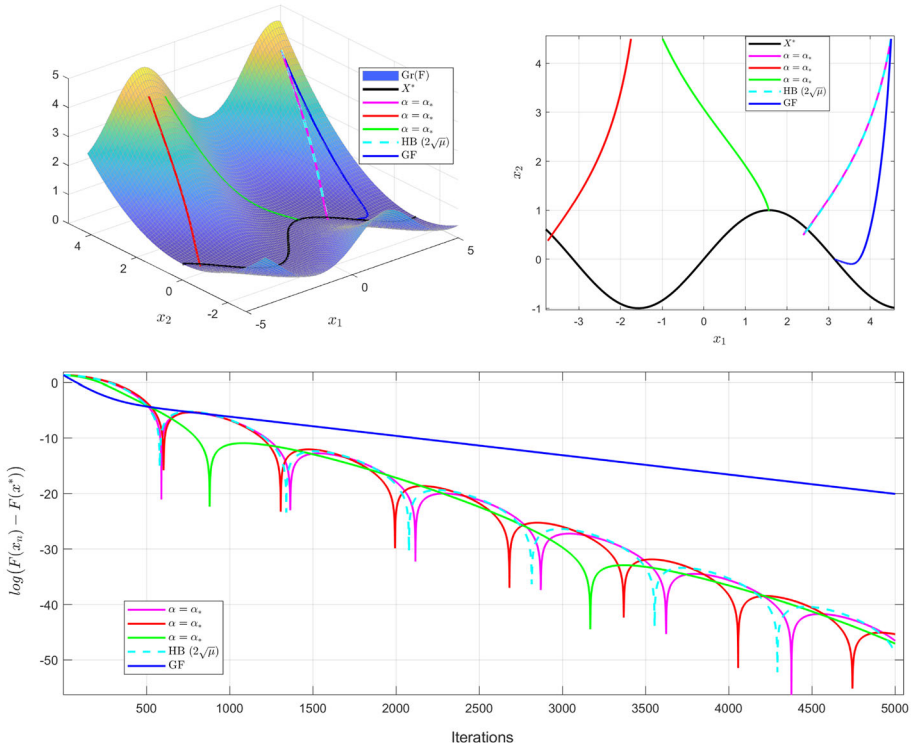 5
4
3
2
1
0
4
2
0
-2
-5
0
5
x₂
x₁
Gr(F)
X*
α = α*
α = α*
α = α*
HB (2√μ)
GF
4
3
2
1
0
-1
-3
-2
-1
0
1
2
3
4
x₂
x₁
X*
α = α*
α = α*
α = α*
HB (2√μ)
GF
0
-10
-20
-30
-40
-50
log(F(xₙ) − F(x*))
α = α*
α = α*
α = α*
HB (2√μ)
GF
500 1000 1500 2000 2500 3000 3500 4000 4500 5000
Iterations